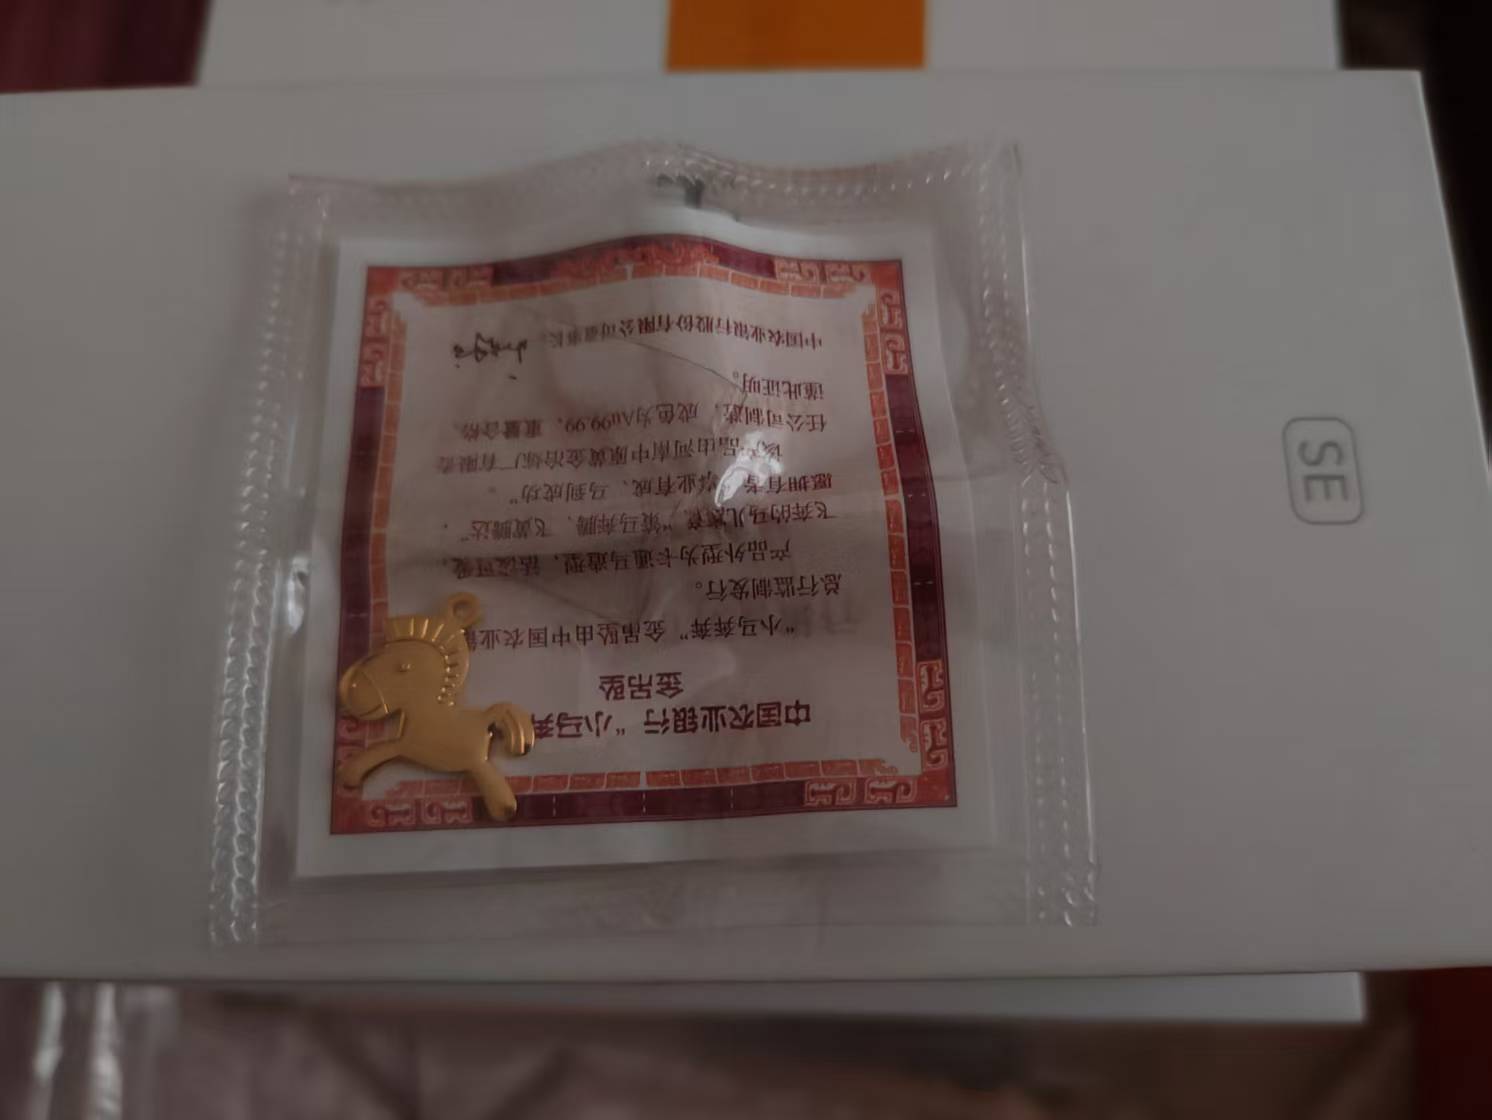 中国农业银行“小马奔
金吊坠
“小马奔奔”金吊坠由中国农业
总行监制发行。
产品外型为卡通马造型，活泼可爱，
飞奔的马儿寓意“策马奔腾、飞黄腾达”，
愿拥有者“事业有成、马到成功”。
该产品由河南中原黄金冶炼厂有限责
任公司制造，成色为Au99.99，重量合格，
谨此证明。
中国农业银行股份有限公司董事长：
SE